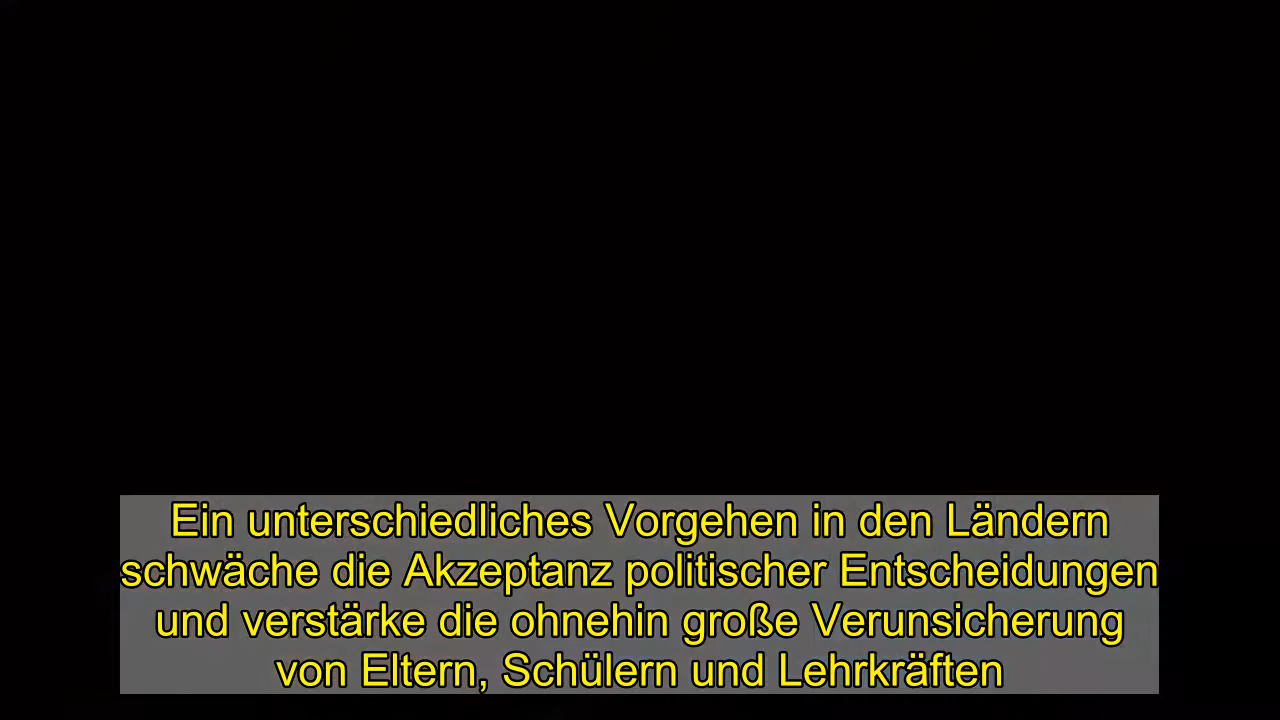 Ein unterschiedliches Vorgehen in den Ländern
schwäche die Akzeptanz politischer Entscheidungen
und verstärke die ohnehin große Verunsicherung
von Eltern, Schülern und Lehrkräften